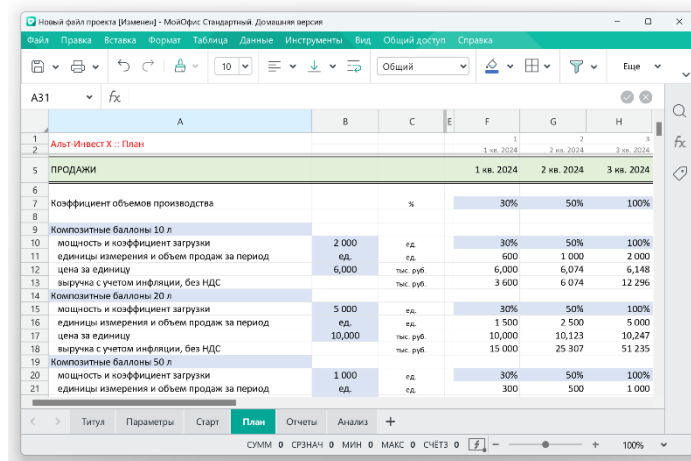 Новый файл проекта [Изменен] - МойОфис Стандартный. Домашняя версия
Файл Правка Вставка Формат Таблица Данные Инструменты Вид Общий доступ Справка
10 Общий Еще
A31 fx
A B C E F G H
1 Альт-Инвест Х :: План 1 2 3
2 1 кв. 2024 2 кв. 2024 3 кв. 2024
5 ПРОДАЖИ 1 кв. 2024 2 кв. 2024 3 кв. 2024
6
7 Коэффициент объемов производства % 30% 50% 100%
8
9 Композитные баллоны 10 л
10 мощность и коэффициент загрузки 2 000 ед. 30% 50% 100%
11 единицы измерения и объем продаж за период ед. ед. 600 1 000 2 000
12 цена за единицу 6,000 тыс. руб. 6,000 6,074 6,148
13 выручка с учетом инфляции, без НДС тыс. руб. 3 600 6 074 12 296
14 Композитные баллоны 20 л
15 мощность и коэффициент загрузки 5 000 ед. 30% 50% 100%
16 единицы измерения и объем продаж за период ед. ед. 1 500 2 500 5 000
17 цена за единицу 10,000 тыс. руб. 10,000 10,123 10,247
18 выручка с учетом инфляции, без НДС тыс. руб. 15 000 25 307 51 235
19 Композитные баллоны 50 л
20 мощность и коэффициент загрузки 1 000 ед. 30% 50% 100%
21 единицы измерения и объем продаж за период ед. ед. 300 500 1 000
Титул Параметры Старт План Отчеты Анализ
СУММ 0 СРЗНАЧ 0 МИН 0 МАКС 0 СЧЁТЗ 0 100%